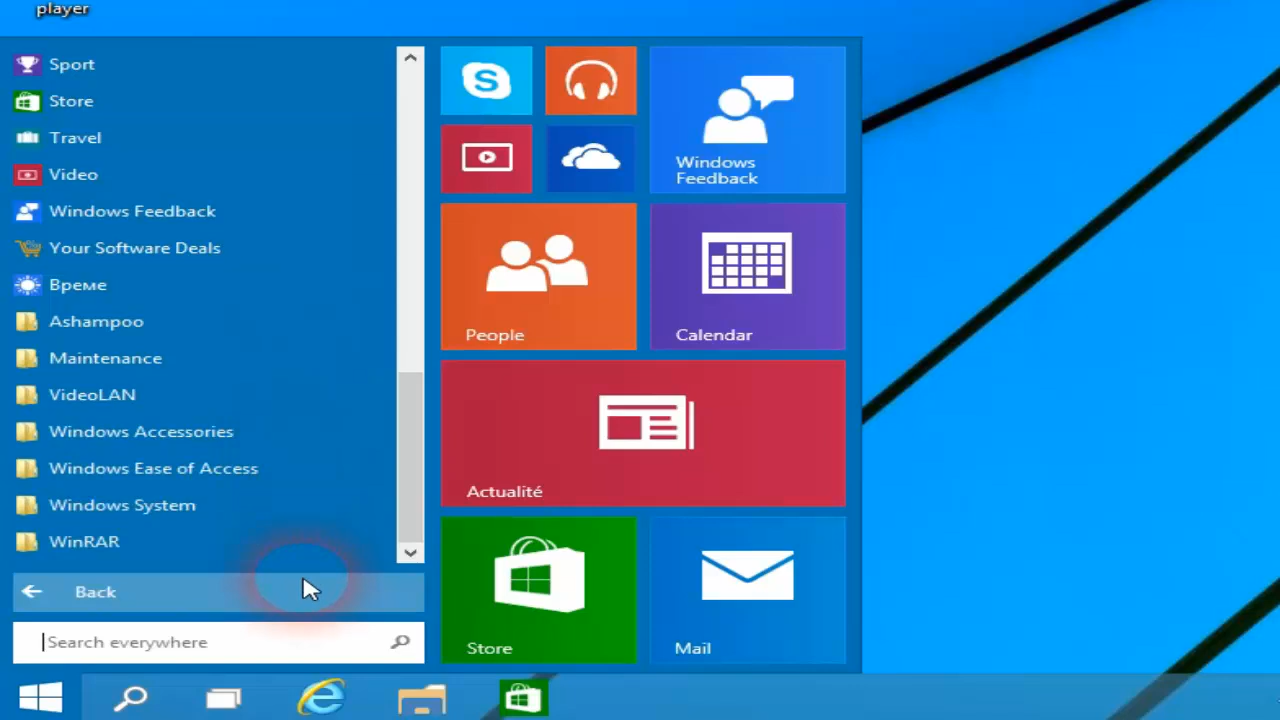 player
Sport
Store
Travel
Video
Windows Feedback
Your Software Deals
Време
Ashampoo
Maintenance
VideoLAN
Windows Accessories
Windows Ease of Access
Windows System
WinRAR
Back
Search everywhere
Windows
Feedback
People
Calendar
Actualité
Store
Mail